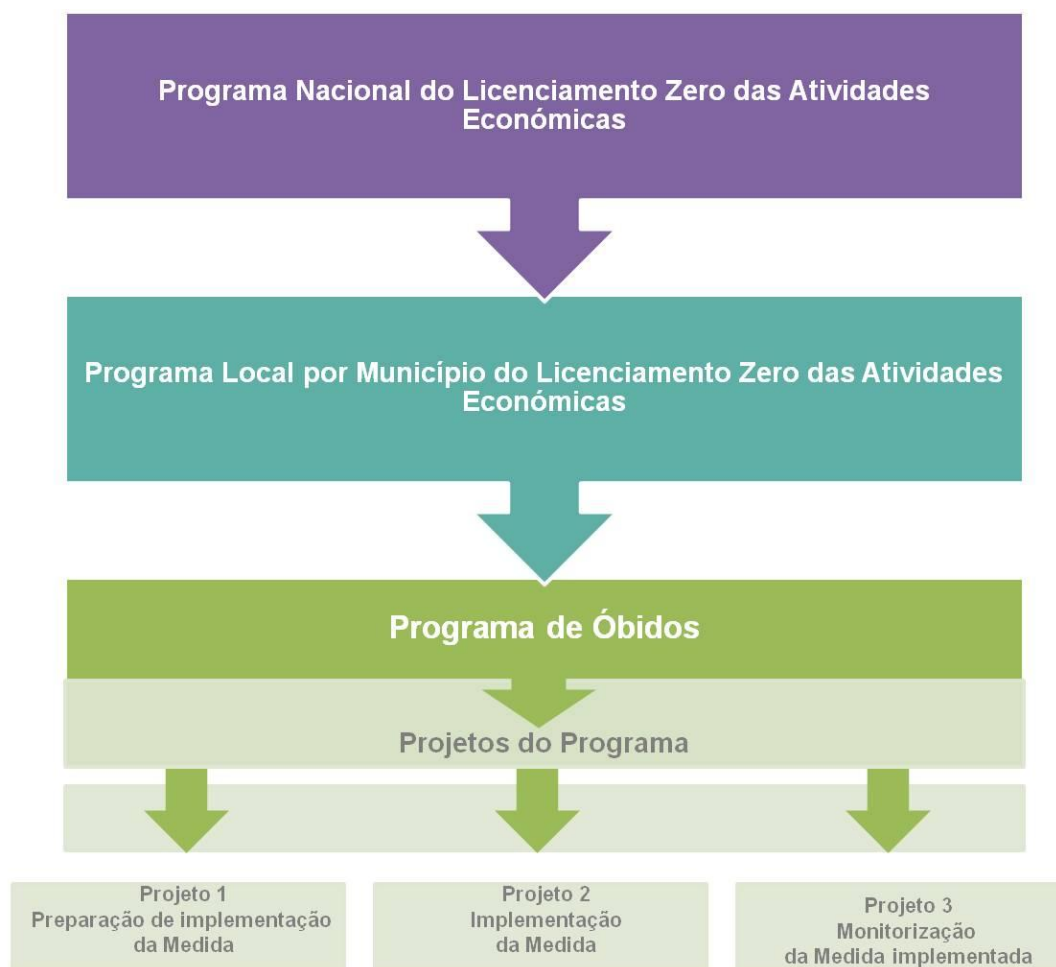 Programa Nacional do Licenciamento Zero das Atividades
Económicas
Programa Local por Município do Licenciamento Zero das Atividades
Económicas
Programa de Óbidos
Projetos do Programa
Projeto 1
Preparação de implementação
da Medida
Projeto 2
Implementação
da Medida
Projeto 3
Monitorização
da Medida implementada